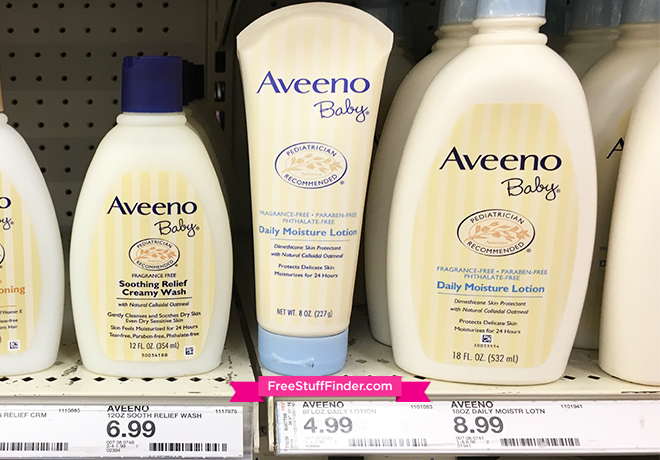 by
oning
Vitamin E
Aveeno
Baby®
PEDIATRICIAN
RECOMMENDED
FRAGRANCE FREE
Soothing Relief
Creamy Wash
with Natural Colloidal Oatmeal
Gently Cleanses and Soothes Dry Skin
Even Dry Sensitive Skin
Skin Feels Moisturized for 24 Hours
Tear-Free, Paraben-Free, Phthalate-Free
12 FL. OZ (354 mL)
30034188
Aveeno
Baby®
PEDIATRICIAN
RECOMMENDED
FRAGRANCE-FREE • PARABEN-FREE
PHTHALATE-FREE
Daily Moisture Lotion
Dimethicone Skin Protectant
with Natural Colloidal Oatmeal
Protects Delicate Skin
Moisturizes for 24 Hours
NET WT. 8 OZ. (227g)
Aveeno
Baby®
PEDIATRICIAN
RECOMMENDED
FRAGRANCE-FREE • PARABEN-FREE
PHTHALATE-FREE
Daily Moisture Lotion
Dimethicone Skin Protectant
with Natural Colloidal Oatmeal
Protects Delicate Skin
Moisturizes for 24 Hours
18 FL. OZ (532 mL)
FreeStuffFinder.com
RELIEF CRM
AVEENO
12OZ SOOTH RELIEF WASH
6.99
AVEENO
8FLOZ DAILY LOTION
4.99
AVEENO
18OZ DAILY MOISTR LOTN
8.99